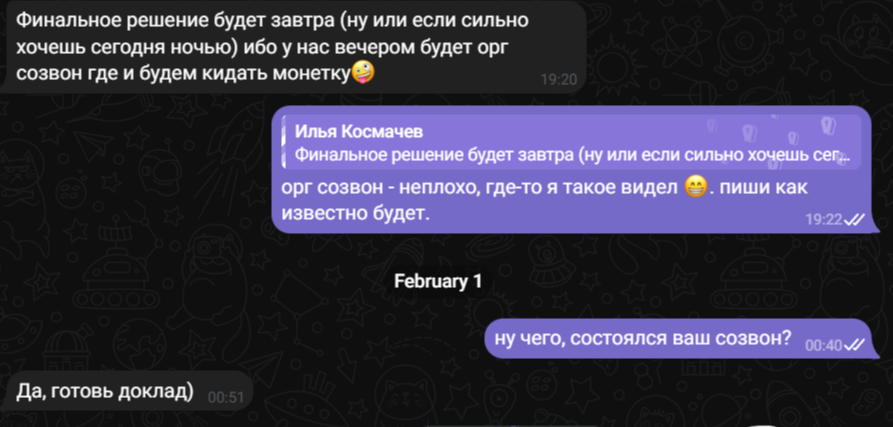 Финальное решение будет завтра (ну или если сильно
хочешь сегодня ночью) ибо у нас вечером будет орг
созвон где и будем кидать монетку🤪
19:20
Илья Космачев
Финальное решение будет завтра (ну или если сильно хочешь сег...
орг созвон - неплохо, где-то я такое видел 😁. пиши как
известно будет.
19:22
February 1
ну чего, состоялся ваш созвон?
00:40
Да, готовь доклад)
00:51